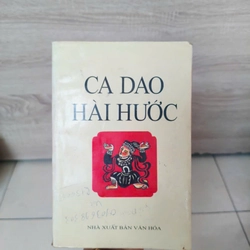 CA DAO
HÀI HƯỚC
NHÀ XUẤT BẢN VĂN HÓA